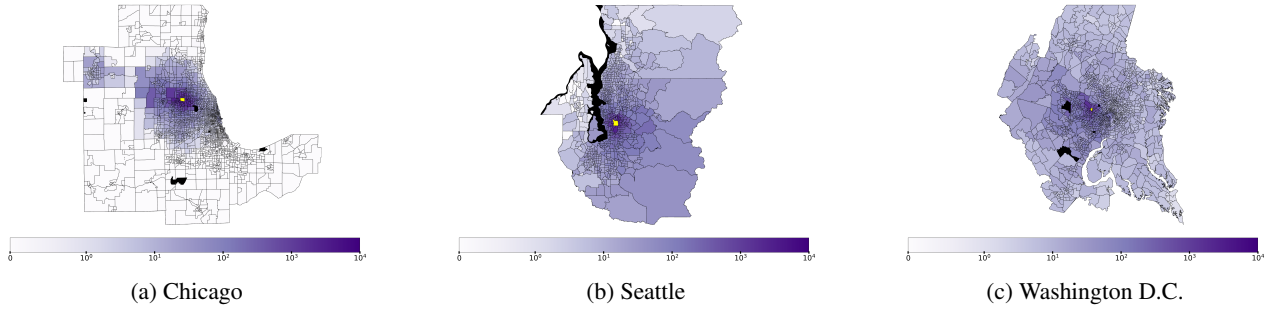 0 10⁰ 10¹ 10² 10³ 10⁴ 0 10⁰ 10¹ 10² 10³ 10⁴ 0 10⁰ 10¹ 10² 10³ 10⁴
(a) Chicago (b) Seattle (c) Washington D.C.